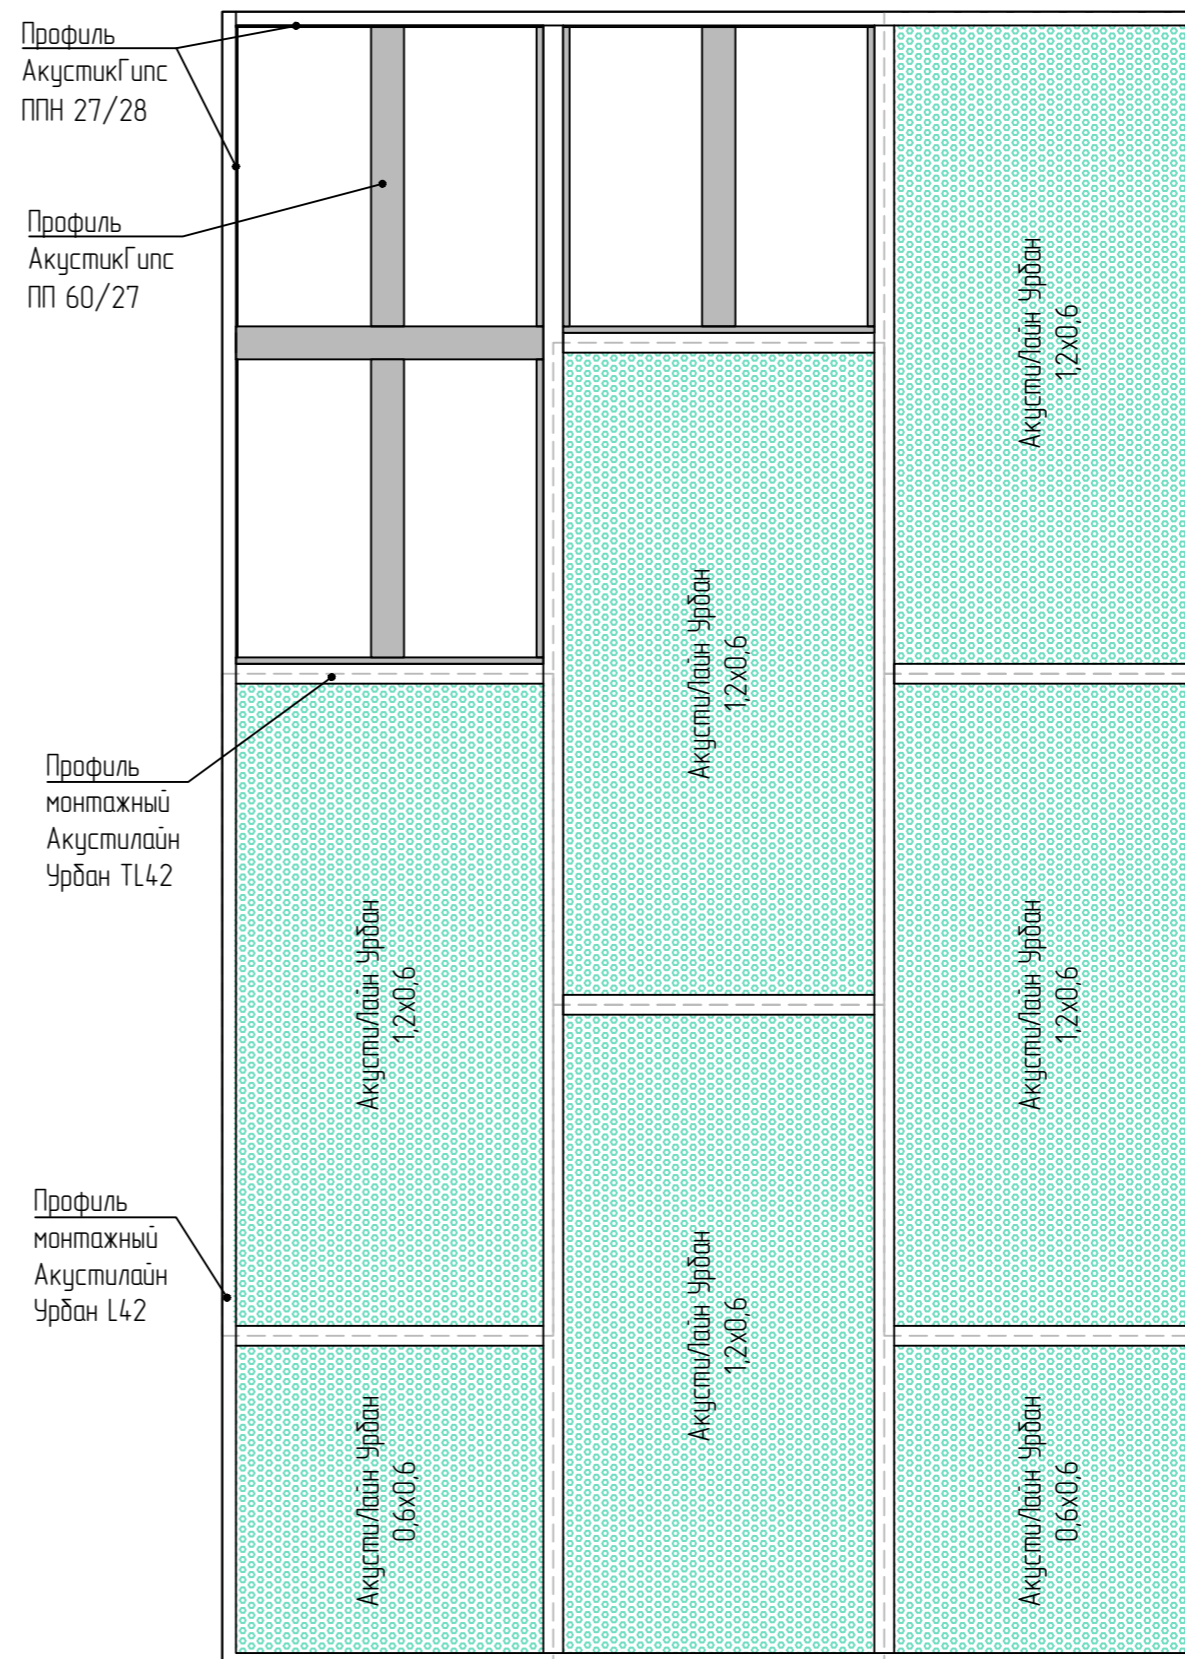 Профиль
АкустикГипс
ППН 27/28
Профиль
АкустикГипс
ПП 60/27
Профиль
монтажный
Акустилайн
Урбан TL42
Профиль
монтажный
Акустилайн
Урбан L42
АкустиЛайн Урбан
1,2х0,6
АкустиЛайн Урбан
0,6х0,6
АкустиЛайн Урбан
1,2х0,6
АкустиЛайн Урбан
1,2х0,6
АкустиЛайн Урбан
1,2х0,6
АкустиЛайн Урбан
1,2х0,6
АкустиЛайн Урбан
0,6х0,6